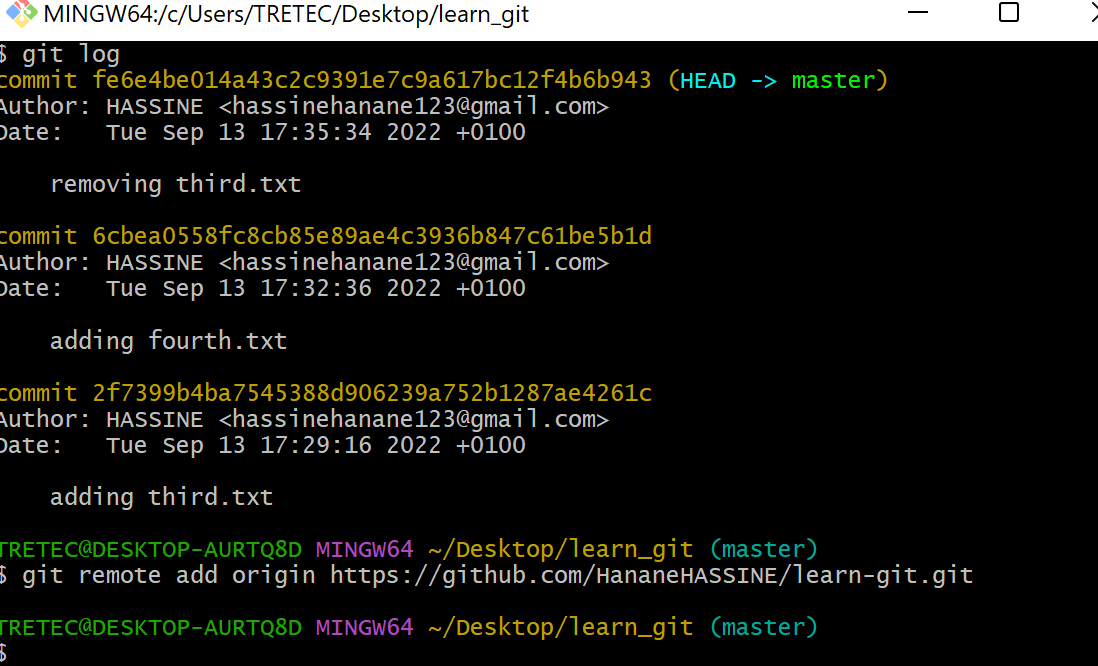 MINGW64:/c/Users/TRETEC/Desktop/learn_git
$ git log
commit fe6e4be014a43c2c9391e7c9a617bc12f4b6b943 (HEAD -> master)
Author: HASSINE <hassinehanane123@gmail.com>
Date:   Tue Sep 13 17:35:34 2022 +0100
removing third.txt
commit 6cbea0558fc8cb85e89ae4c3936b847c61be5b1d
Author: HASSINE <hassinehanane123@gmail.com>
Date:   Tue Sep 13 17:32:36 2022 +0100
adding fourth.txt
commit 2f7399b4ba7545388d906239a752b1287ae4261c
Author: HASSINE <hassinehanane123@gmail.com>
Date:   Tue Sep 13 17:29:16 2022 +0100
adding third.txt
TRETEC@DESKTOP-AURTQ8D MINGW64 ~/Desktop/learn_git (master)
$ git remote add origin https://github.com/HananeHASSINE/learn-git.git
TRETEC@DESKTOP-AURTQ8D MINGW64 ~/Desktop/learn_git (master)
$